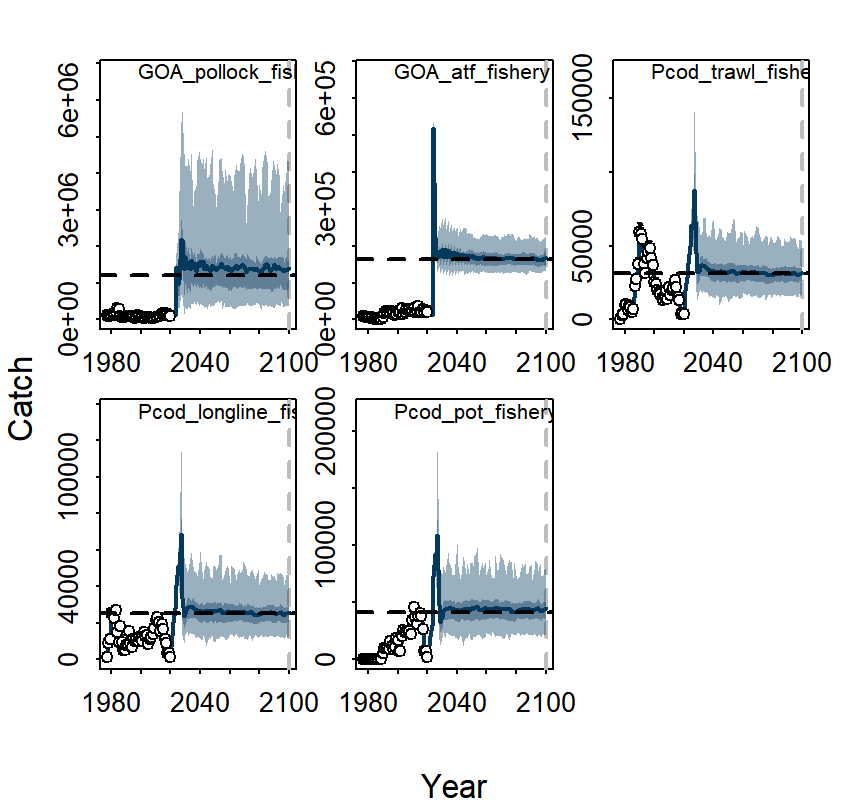 GOA_pollock_fis
GOA_atf_fishery
Pcod_trawl_fishe
0e+00 3e+06 6e+06
0e+00 3e+05 6e+05
0 50000 150000
1980 2040 2100
1980 2040 2100
1980 2040 2100
Catch
Pcod_longline_fis
Pcod_pot_fishery
0 40000 100000
0 100000 200000
1980 2040 2100
1980 2040 2100
Year